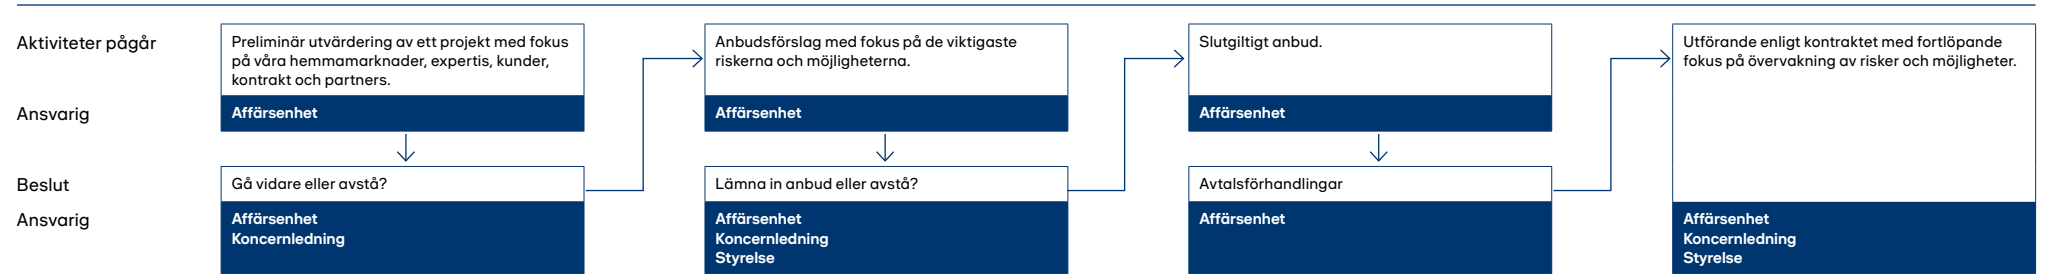 Aktiviteter pågår
Preliminär utvärdering av ett projekt med fokus
på våra hemmamarknader, expertis, kunder,
kontrakt och partners.
Anbudsförslag med fokus på de viktigaste
riskerna och möjligheterna.
Slutgiltigt anbud.
Utförande enligt kontraktet med fortlöpande
fokus på övervakning av risker och möjligheter.
Ansvarig
Affärsenhet
Affärsenhet
Affärsenhet
Beslut
Gå vidare eller avstå?
Lämna in anbud eller avstå?
Avtalsförhandlingar
Ansvarig
Affärsenhet
Koncernledning
Affärsenhet
Koncernledning
Styrelse
Affärsenhet
Affärsenhet
Koncernledning
Styrelse